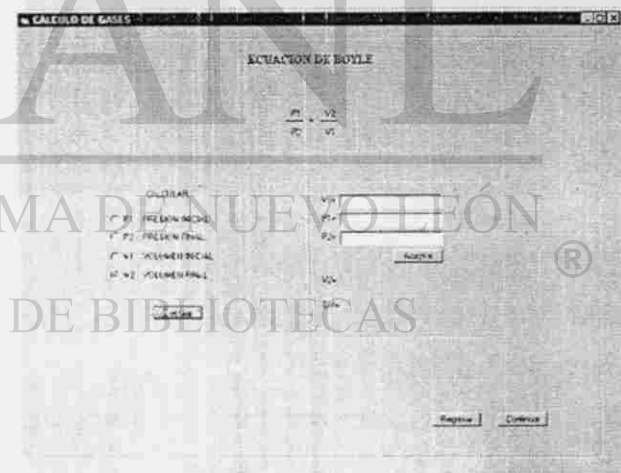 CALCULO DE GASES
ANL
ECUACION DE BOYLE
P1 = V2
P2 V1
CALCULAR
P1 PRESION INICIAL
P2 PRESION FINAL
V1 VOLUMEN INICIAL
V2 VOLUMEN FINAL
V1=
P1=
P2=
Aceptar
V2=
MA DE NUEVO LEÓN
®
DE BIBLIOTECAS
Regresar
Continuar